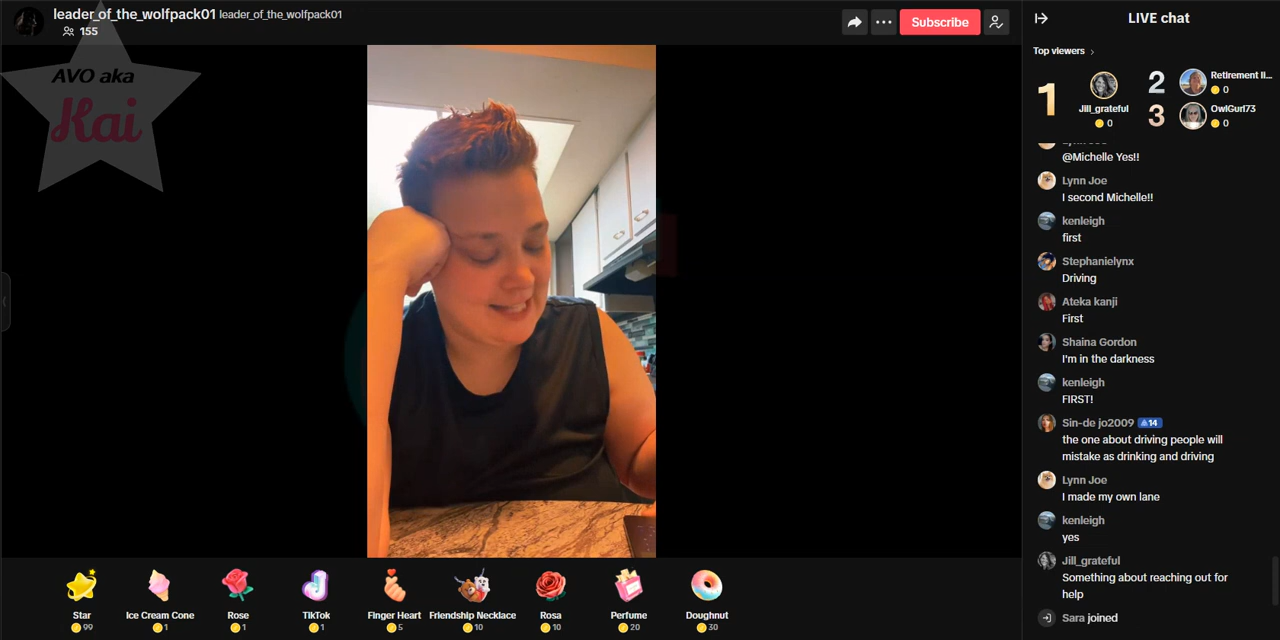 leader_of_the_wolfpack01 leader_of_the_wolfpack01
155
Subscribe
AVO aka
Kai
LIVE chat
Top viewers
1
Jill_grateful
0
2
Retirement li...
0
3
OwlGurl73
0
@Michelle Yes!!
Lynn Joe
I second Michelle!!
kenleigh
first
Stephanielynx
Driving
Ateka kanji
First
Shaina Gordon
I'm in the darkness
kenleigh
FIRST!
Sin-de jo2009 14
the one about driving people will
mistake as drinking and driving
Lynn Joe
I made my own lane
kenleigh
yes
Jill_grateful
Something about reaching out for
help
Sara joined
Star
99
Ice Cream Cone
1
Rose
1
TikTok
1
Finger Heart
5
Friendship Necklace
10
Rosa
10
Perfume
20
Doughnut
30